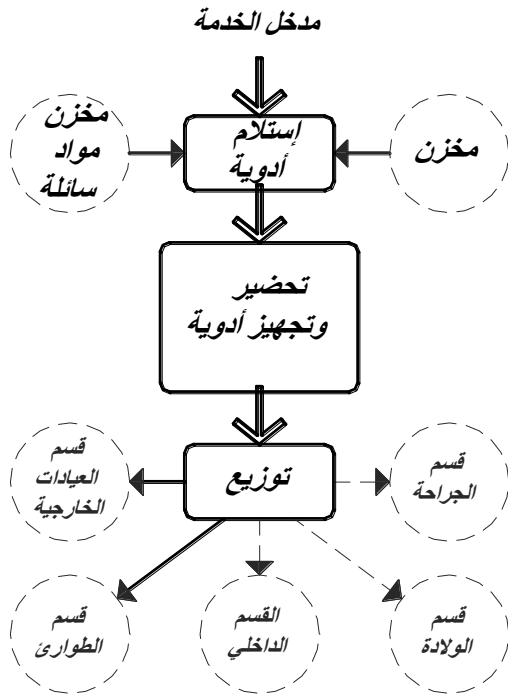 مدخل الخدمة
إستلام
أدوية
مخزن
مخزن
مواد
سائلة
تحضير
وتجهيز أدوية
توزيع
قسم
الجراحة
قسم
العيادات
الخارجية
قسم
الولادة
القسم
الداخلي
قسم
الطوارئ